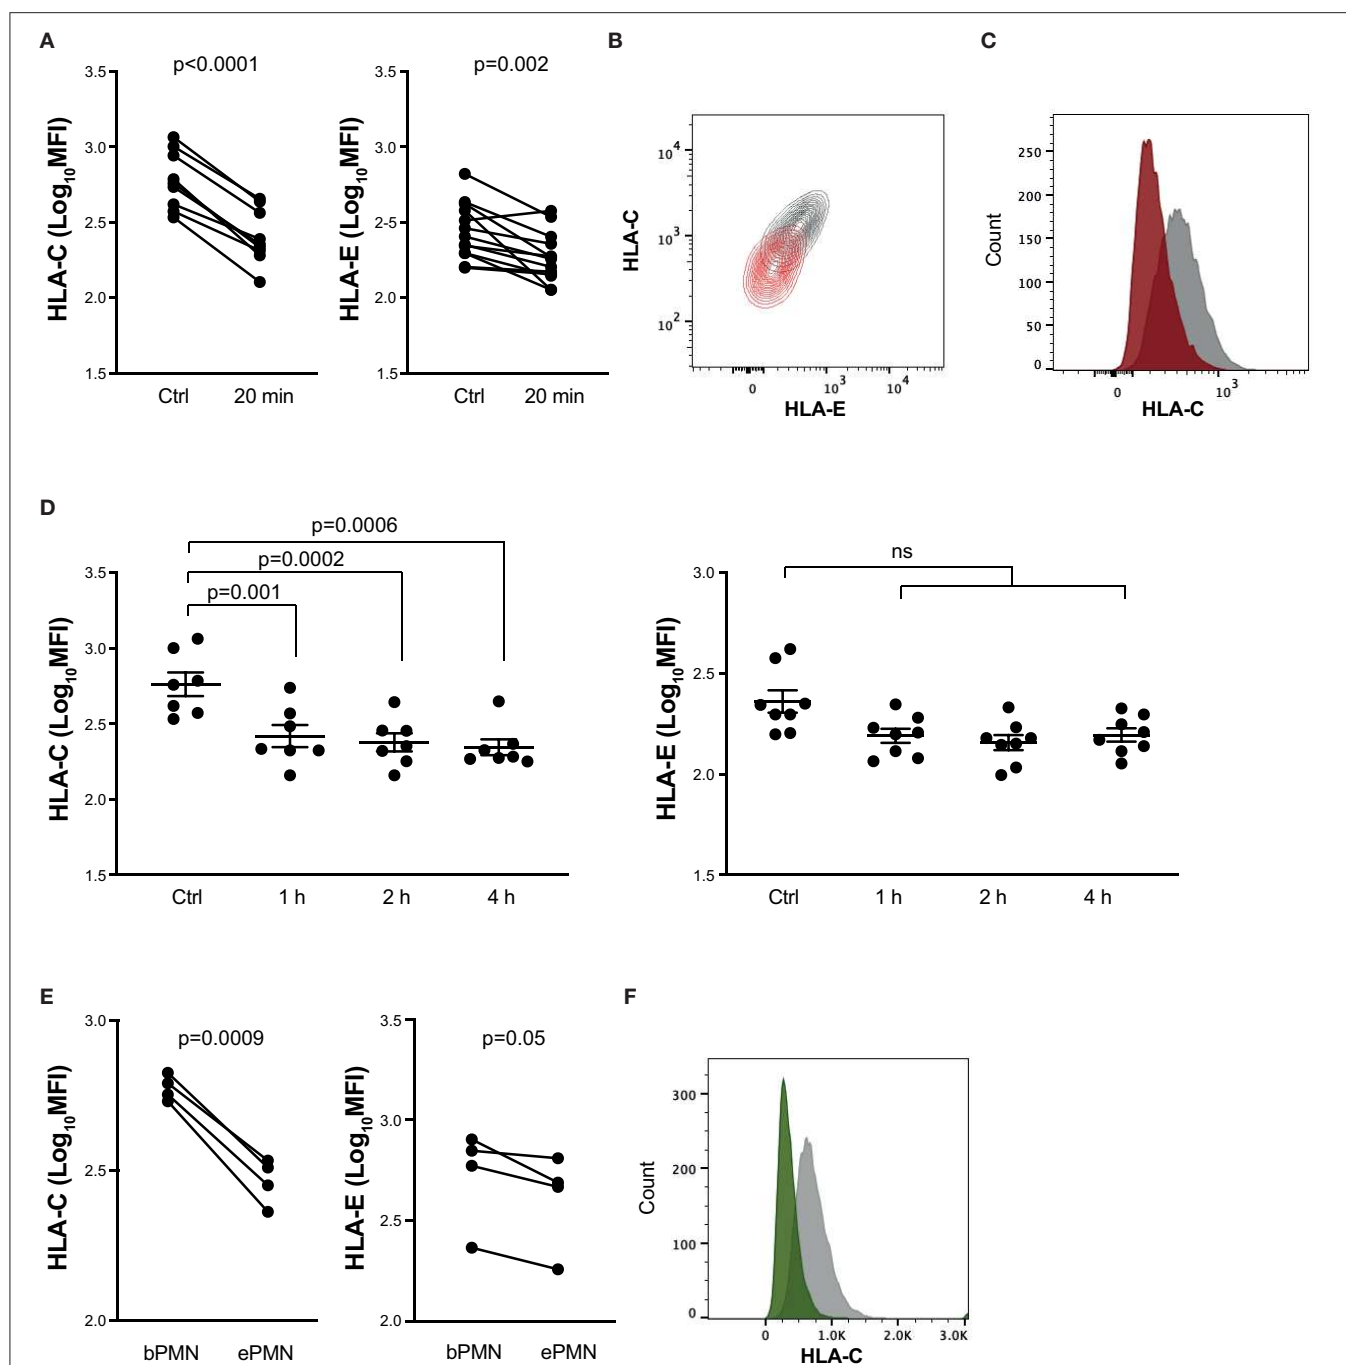 A
p<0.0001
HLA-C (Log10MFI)
3.5
3.0
2.5
2.0
1.5
Ctrl
20 min
p=0.002
HLA-E (Log10MFI)
3.5
3.0
2.5
2.0
1.5
Ctrl
20 min
B
HLA-C
10^4
10^3
10^2
0
10^3
10^4
HLA-E
C
Count
250
200
150
100
50
0
0
10^3
HLA-C
D
p=0.0006
p=0.0002
p=0.001
HLA-C (Log10MFI)
3.5
3.0
2.5
2.0
1.5
Ctrl
1 h
2 h
4 h
ns
HLA-E (Log10MFI)
3.0
2.5
2.0
1.5
Ctrl
1 h
2 h
4 h
E
p=0.0009
HLA-C (Log10MFI)
3.0
2.5
2.0
bPMN
ePMN
p=0.05
HLA-E (Log10MFI)
3.5
3.0
2.5
2.0
bPMN
ePMN
F
Count
300
200
100
0
0
1.0K
2.0K
3.0K
HLA-C